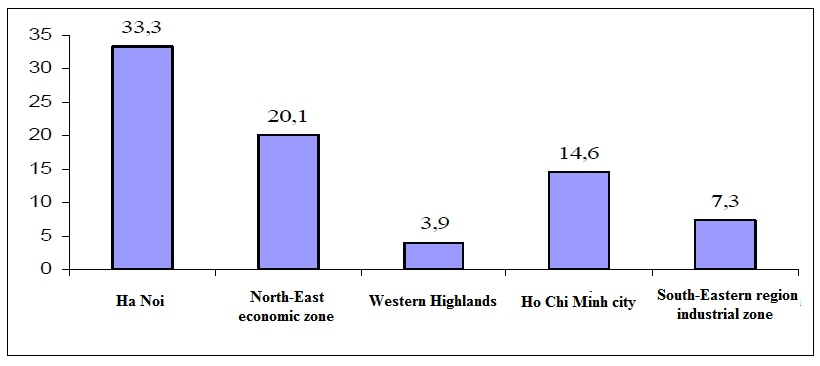 35
30
25
20
15
10
5
0
33,3
20,1
3,9
14,6
7,3
Ha Noi
North-East
economic zone
Western Highlands
Ho Chi Minh city
South-Eastern region
industrial zone